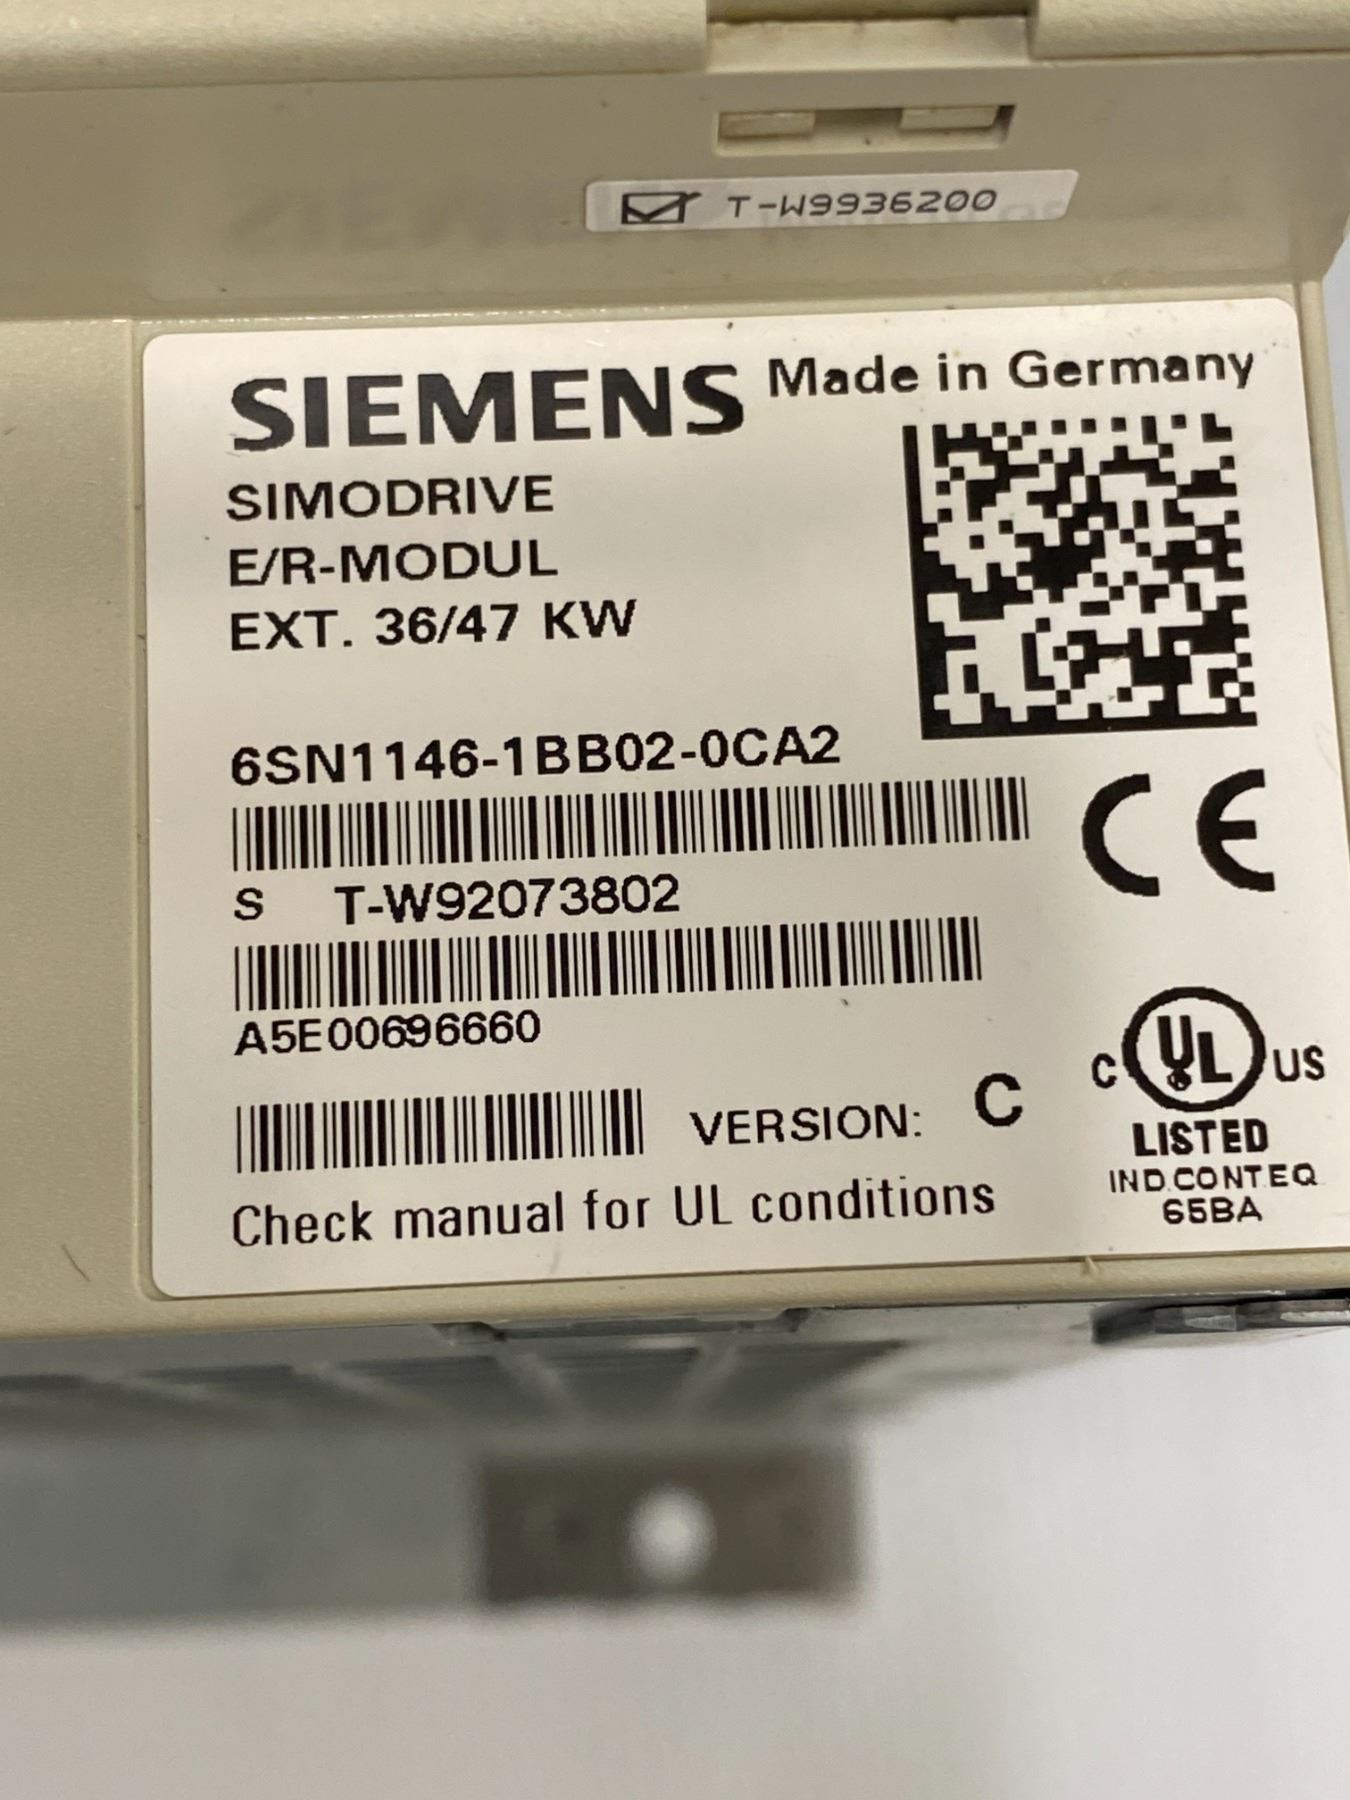 T-W9936200
SIEMENS Made in Germany
SIMODRIVE
E/R-MODUL
EXT. 36/47 KW
6SN1146-1BB02-0CA2
CE
S T-W92073802
A5E00696660
VERSION: C
C UL US
LISTED
IND.CONT.EQ.
65BA
Check manual for UL conditions